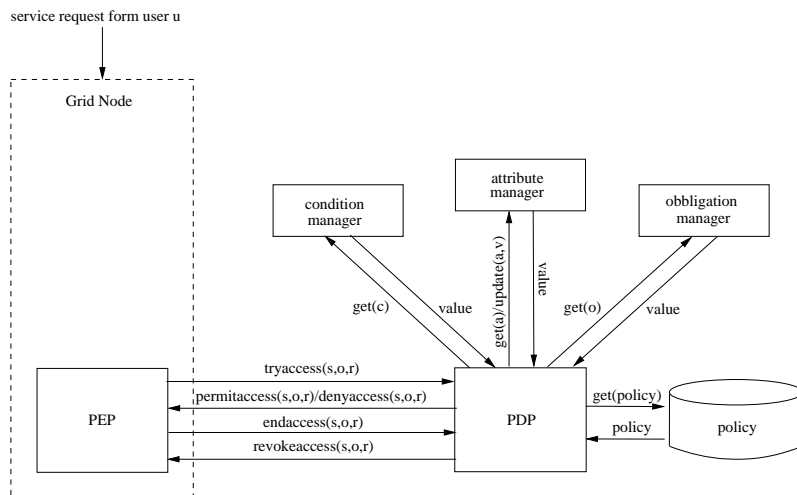 service request form user u
Grid Node
attribute
manager
condition
manager
obbligation
manager
get(c)
value
get(a)/update(a,v)
value
get(o)
value
tryaccess(s,o,r)
permitaccess(s,o,r)/denyaccess(s,o,r)
endaccess(s,o,r)
revokeaccess(s,o,r)
PEP
PDP
get(policy)
policy
policy